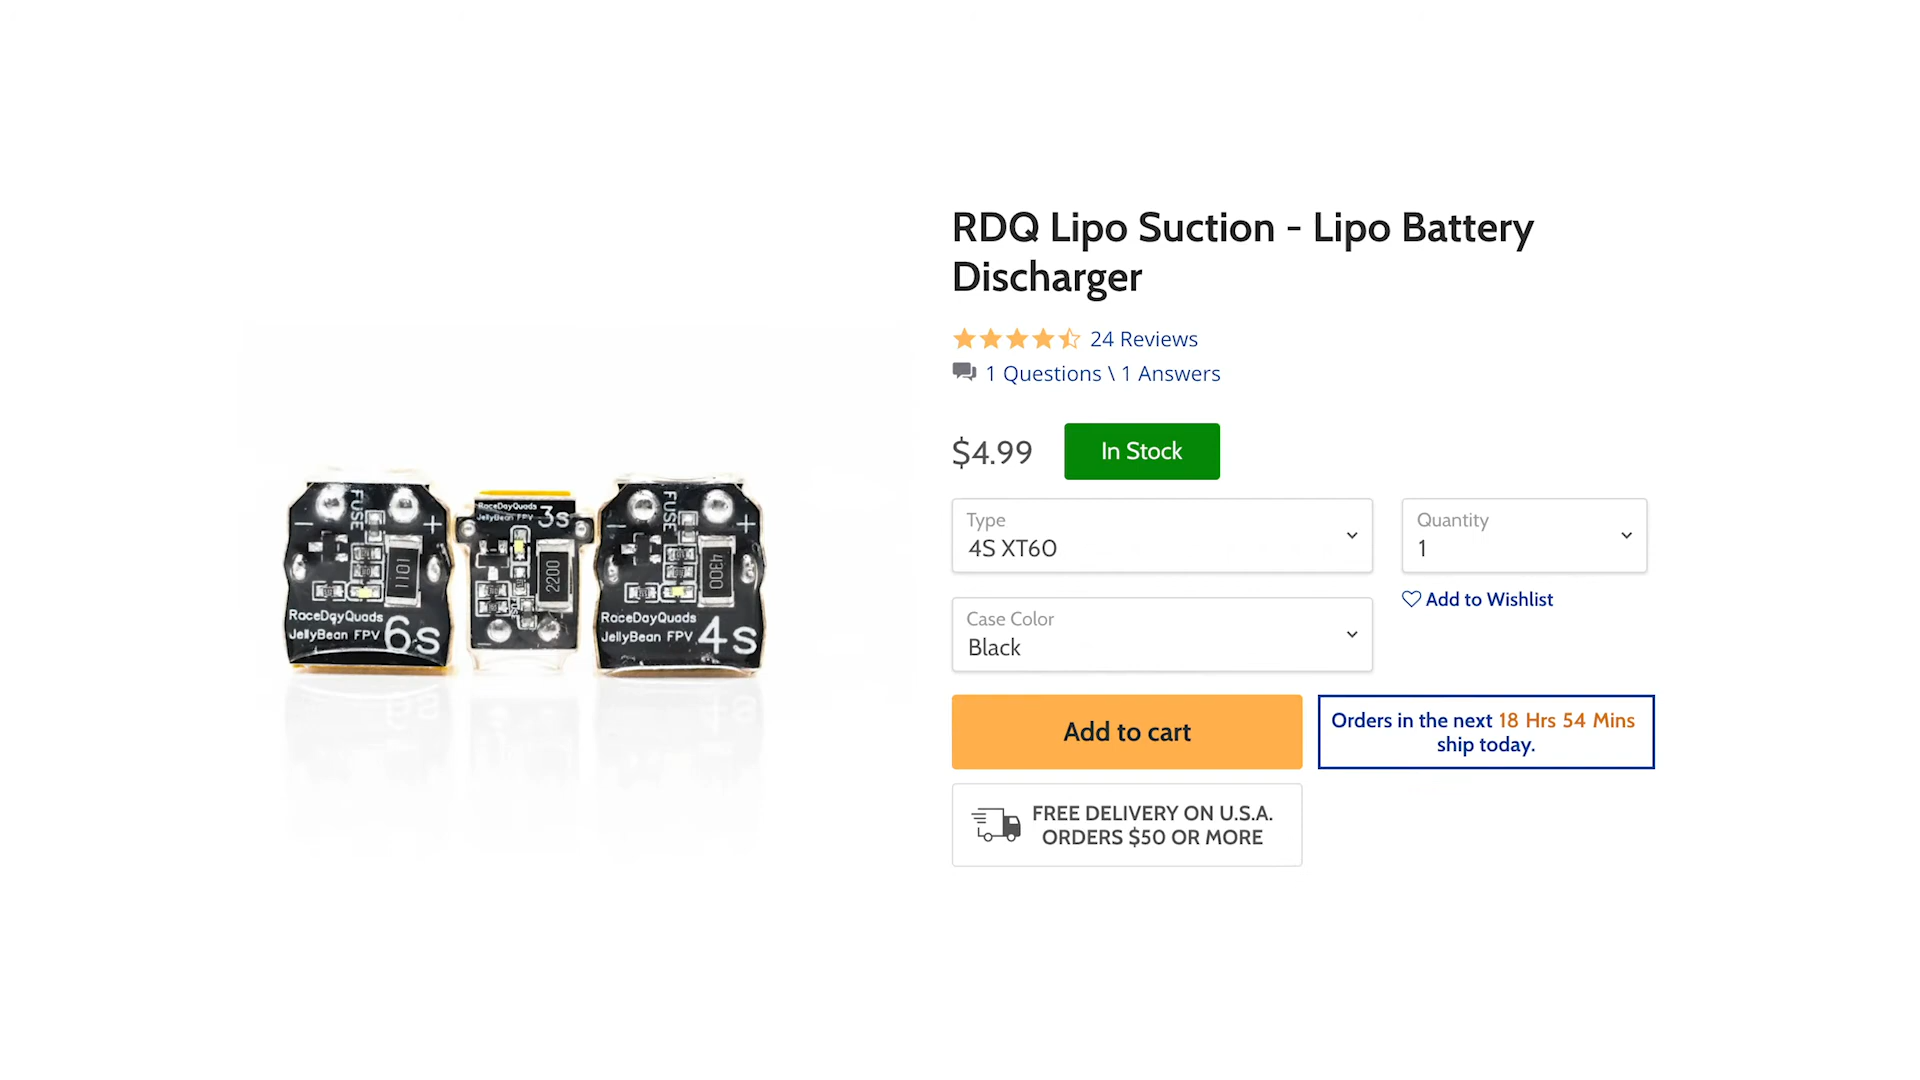 RDQ Lipo Suction - Lipo Battery
Discharger
24 Reviews
1 Questions \ 1 Answers
$4.99
In Stock
Type
4S XT60
Quantity
1
Case Color
Black
Add to Wishlist
Add to cart
Orders in the next 18 Hrs 54 Mins
ship today.
FREE DELIVERY ON U.S.A.
ORDERS $50 OR MORE
FUSE
- +
1101
RaceDayQuads
JellyBean FPV 6s
RaceDayQuads
JellyBean FPV 3s
2200
FUSE
- +
4300
RaceDayQuads
JellyBean FPV 4s